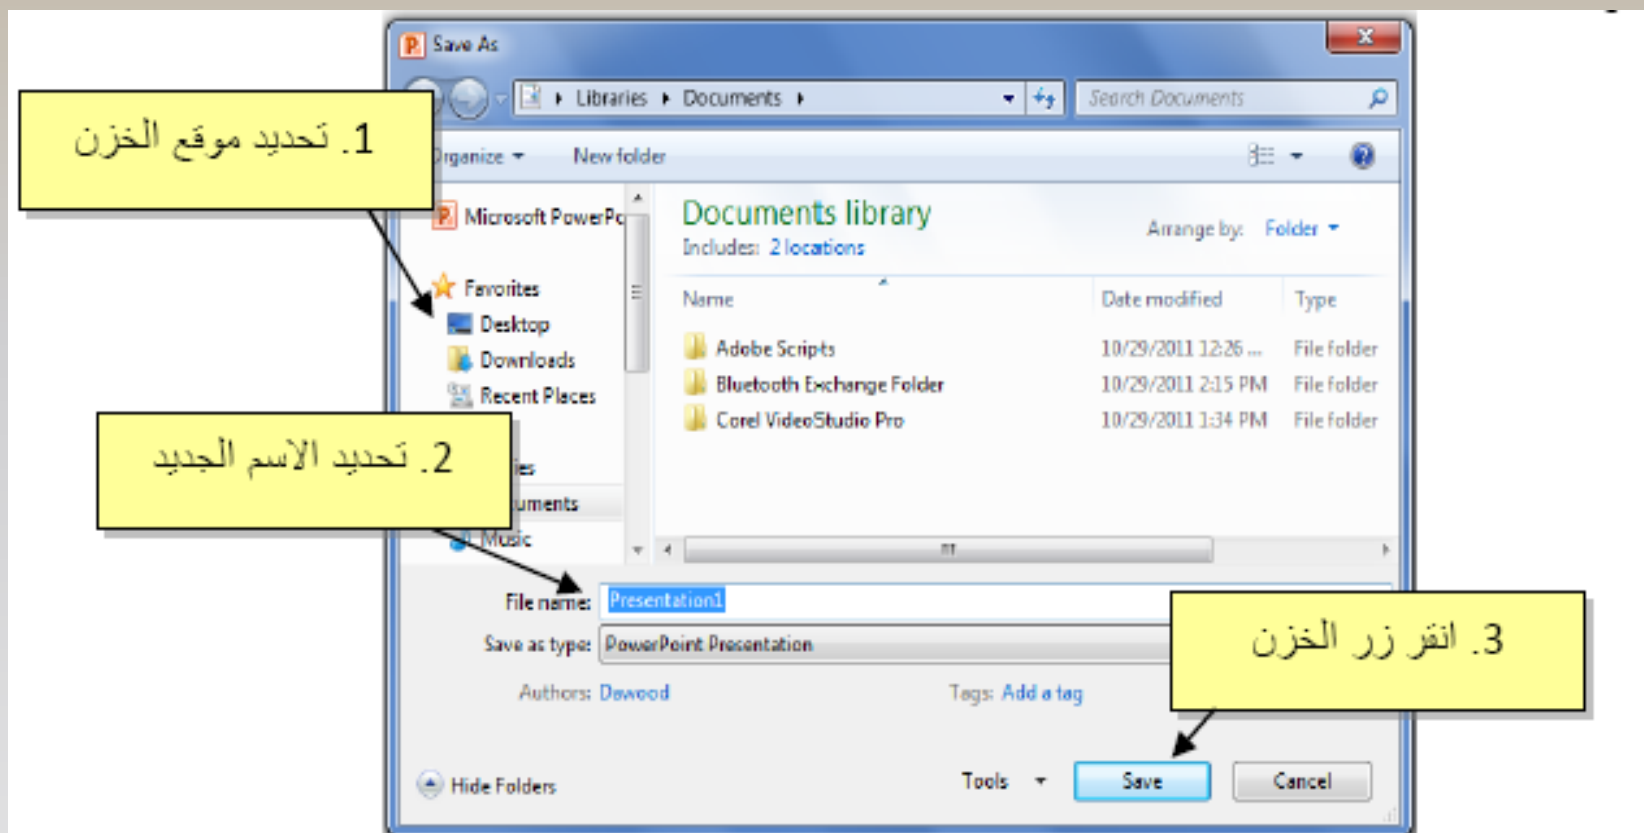 Save As
Libraries Documents
Search Documents
1. تحديد موقع الخزن
Organize
New folder
Microsoft PowerPo
Documents library
Includes: 2 locations
Arrange by: Folder
Favorites
Name
Date modified
Type
Desktop
Downloads
Recent Places
Adobe Scripts 10/29/2011 12:26 ... File folder
Bluetooth Exchange Folder 10/29/2011 2:15 PM File folder
Corel VideoStudio Pro 10/29/2011 1:34 PM File folder
2. تحديد الاسم الجديد
Music
File name: Presentation1
Save as type: PowerPoint Presentation
3. انقر زر الخزن
Authors: Dawood
Tags: Add a tag
Hide Folders
Tools
Save
Cancel